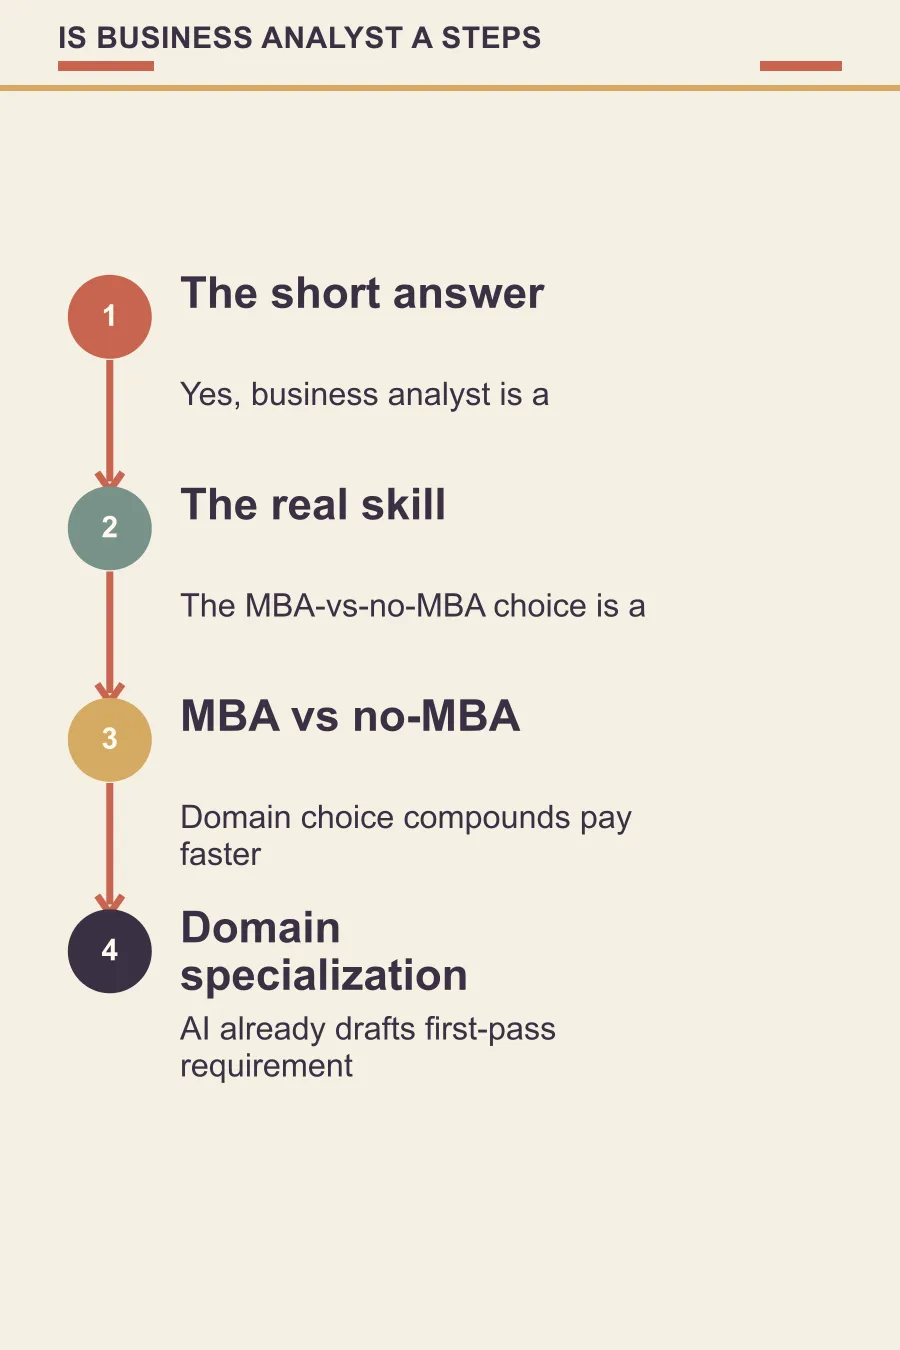 IS BUSINESS ANALYST A STEPS
1
The short answer
Yes, business analyst is a
2
The real skill
The MBA-vs-no-MBA choice is a
3
MBA vs no-MBA
Domain choice compounds pay
faster
4
Domain
specialization
AI already drafts first-pass
requirement